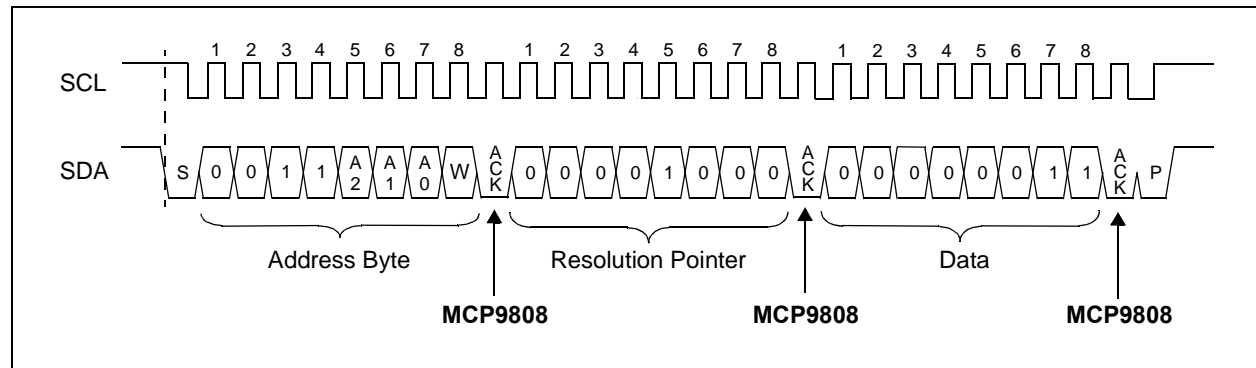 1 2 3 4 5 6 7 8 1 2 3 4 5 6 7 8 1 2 3 4 5 6 7 8
SCL
SDA S 0 0 1 1 A2 A1 A0 W ACK 0 0 0 0 1 0 0 0 ACK 0 0 0 0 0 0 1 1 ACK P
Address Byte Resolution Pointer Data
MCP9808 MCP9808 MCP9808